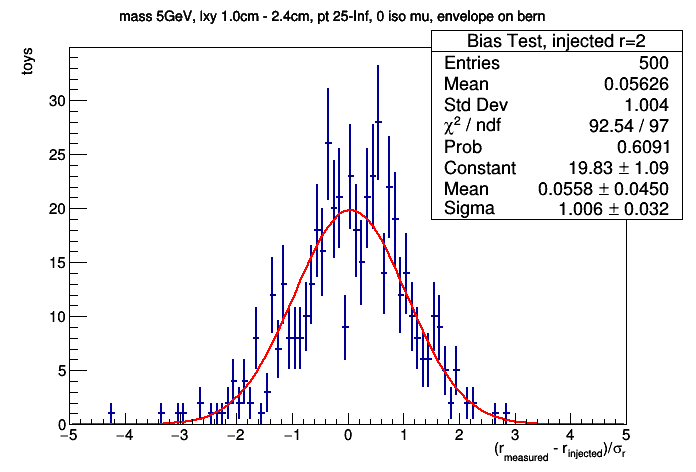 mass 5GeV, lxy 1.0cm - 2.4cm, pt 25-Inf, 0 iso mu, envelope on bern
Bias Test, injected r=2
Entries 500
Mean 0.05626
Std Dev 1.004
χ² / ndf 92.54 / 97
Prob 0.6091
Constant 19.83 ± 1.09
Mean 0.0558 ± 0.0450
Sigma 1.006 ± 0.032
toys
30
25
20
15
10
5
0
−5 −4 −3 −2 −1 0 1 2 3 4 5
(r_measured - r_injected)/σ_r